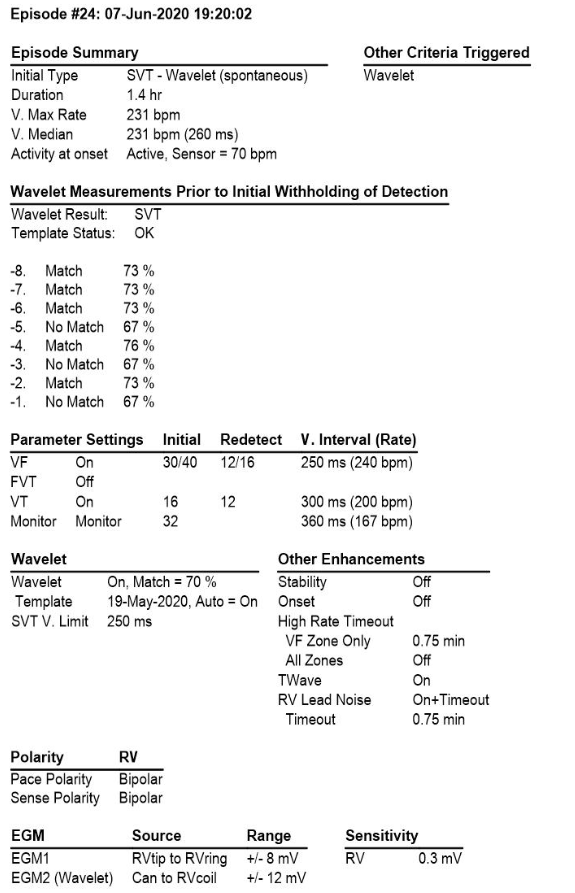 Episode #24: 07-Jun-2020 19:20:02
Episode Summary
Other Criteria Triggered
Initial Type SVT - Wavelet (spontaneous)
Wavelet
Duration 1.4 hr
V. Max Rate 231 bpm
V. Median 231 bpm (260 ms)
Activity at onset Active, Sensor = 70 bpm
Wavelet Measurements Prior to Initial Withholding of Detection
Wavelet Result: SVT
Template Status: OK
-8. Match 73 %
-7. Match 73 %
-6. Match 73 %
-5. No Match 67 %
-4. Match 76 %
-3. No Match 67 %
-2. Match 73 %
-1. No Match 67 %
Parameter Settings Initial Redetect V. Interval (Rate)
VF On 30/40 12/16 250 ms (240 bpm)
FVT Off
VT On 16 12 300 ms (200 bpm)
Monitor Monitor 32 360 ms (167 bpm)
Wavelet
Wavelet On, Match = 70 %
Template 19-May-2020, Auto = On
SVT V. Limit 250 ms
Other Enhancements
Stability Off
Onset Off
High Rate Timeout
VF Zone Only 0.75 min
All Zones Off
TWave On
RV Lead Noise On+Timeout
Timeout 0.75 min
Polarity RV
Pace Polarity Bipolar
Sense Polarity Bipolar
EGM Source Range
EGM1 RVtip to RVring +/- 8 mV
EGM2 (Wavelet) Can to RVcoil +/- 12 mV
Sensitivity
RV 0.3 mV